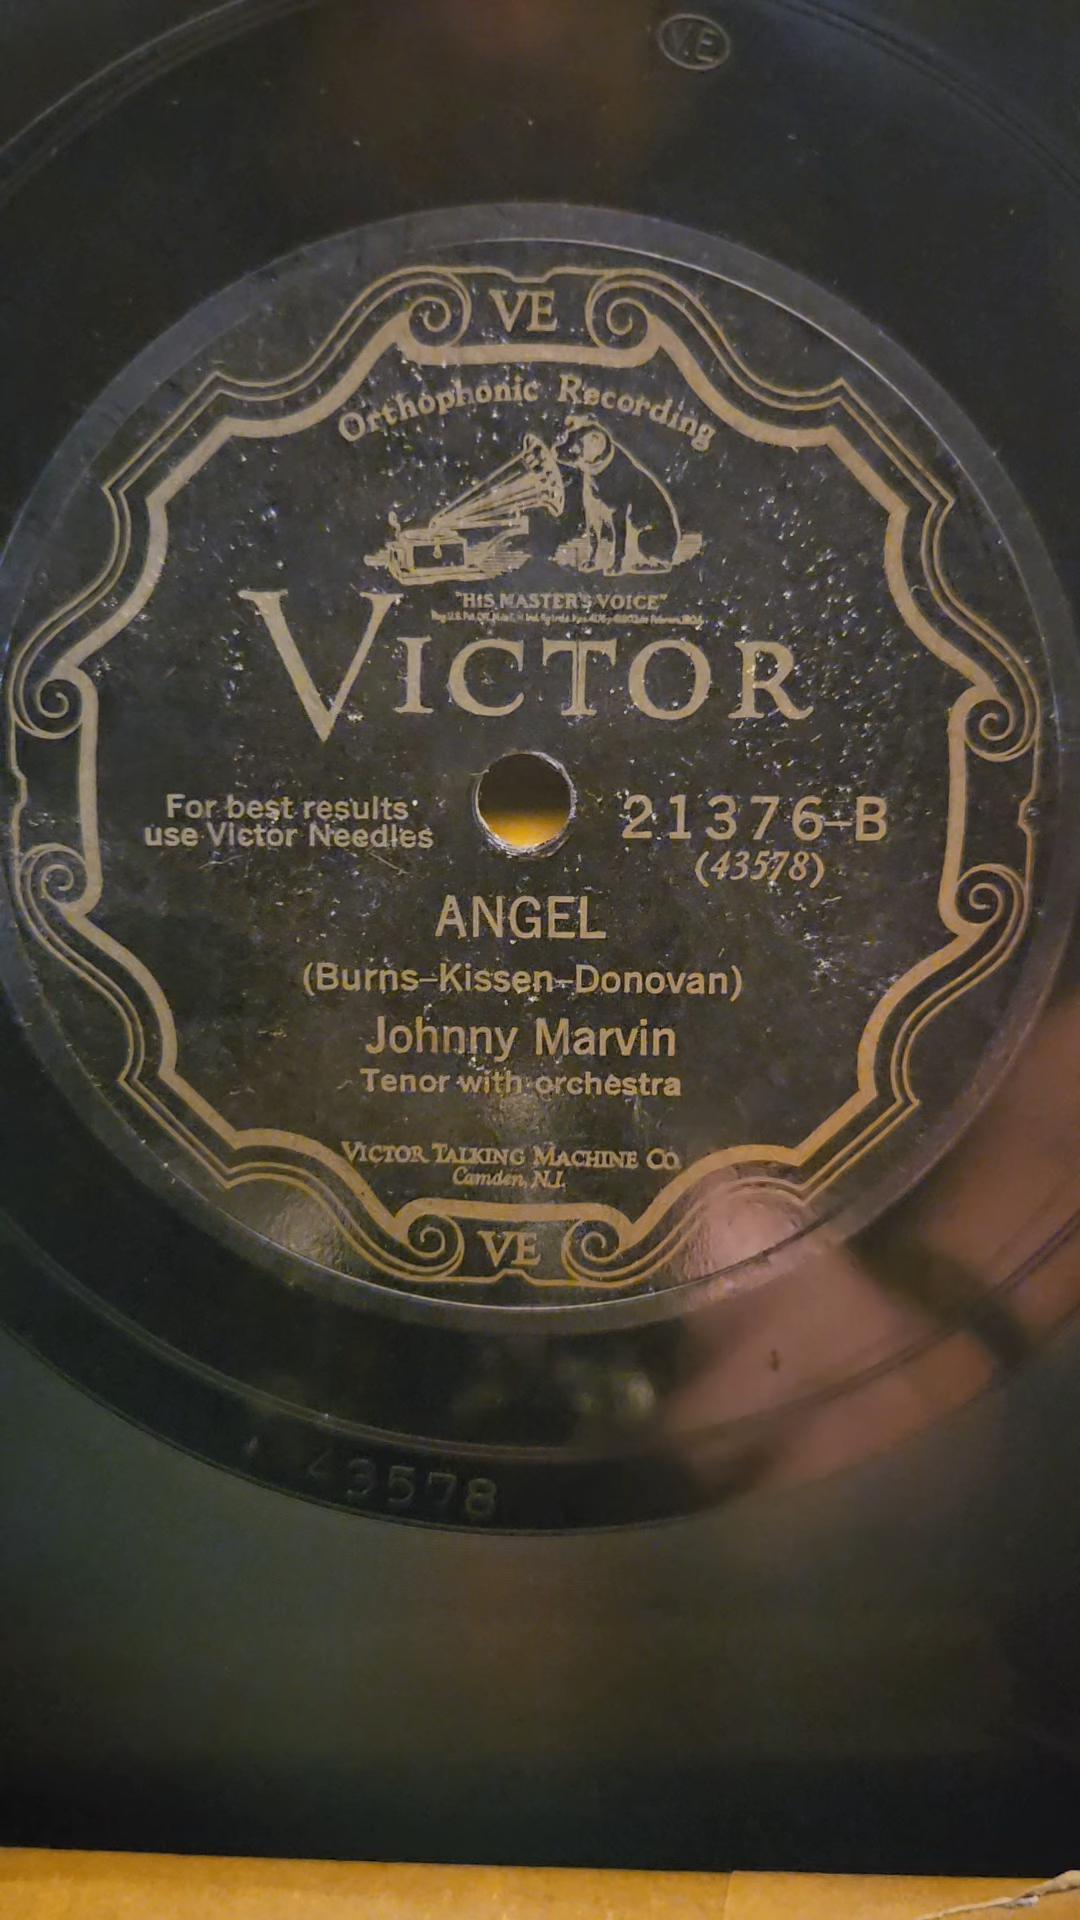 VE
VE
Orthophonic Recording
"HIS MASTER'S VOICE"
VICTOR
For best results
use Victor Needles
21376-B
(43578)
ANGEL
(Burns-Kissen-Donovan)
Johnny Marvin
Tenor with orchestra
VICTOR TALKING MACHINE CO.
Camden, N.J.
VE
43578